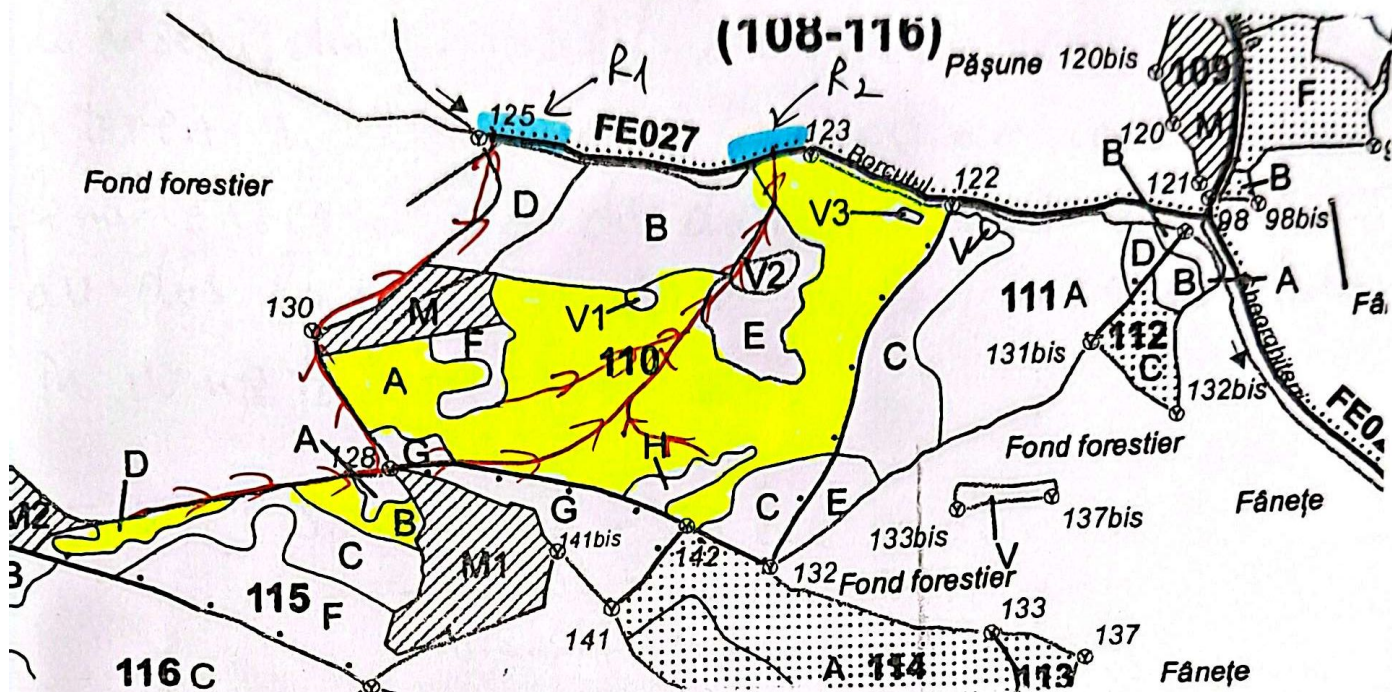 (108-116)
Pășune
120bis
109
R1
R2
F
M
125
FE027
123
120
B
Borcutul
122
121
B
Fond forestier
D
B
V3
V
98
98bis
D
B
A
V2
111 A
130
M
V1
E
F
110
C
131bis
112
C
132bis
A
Fond forestier
FE0
A
128
G
H
D
C
E
Fânețe
M2
B
G
133bis
137bis
C
141bis
142
V
M1
132
Fond forestier
B
115
F
133
137
141
116 C
A
114
113
Fânețe